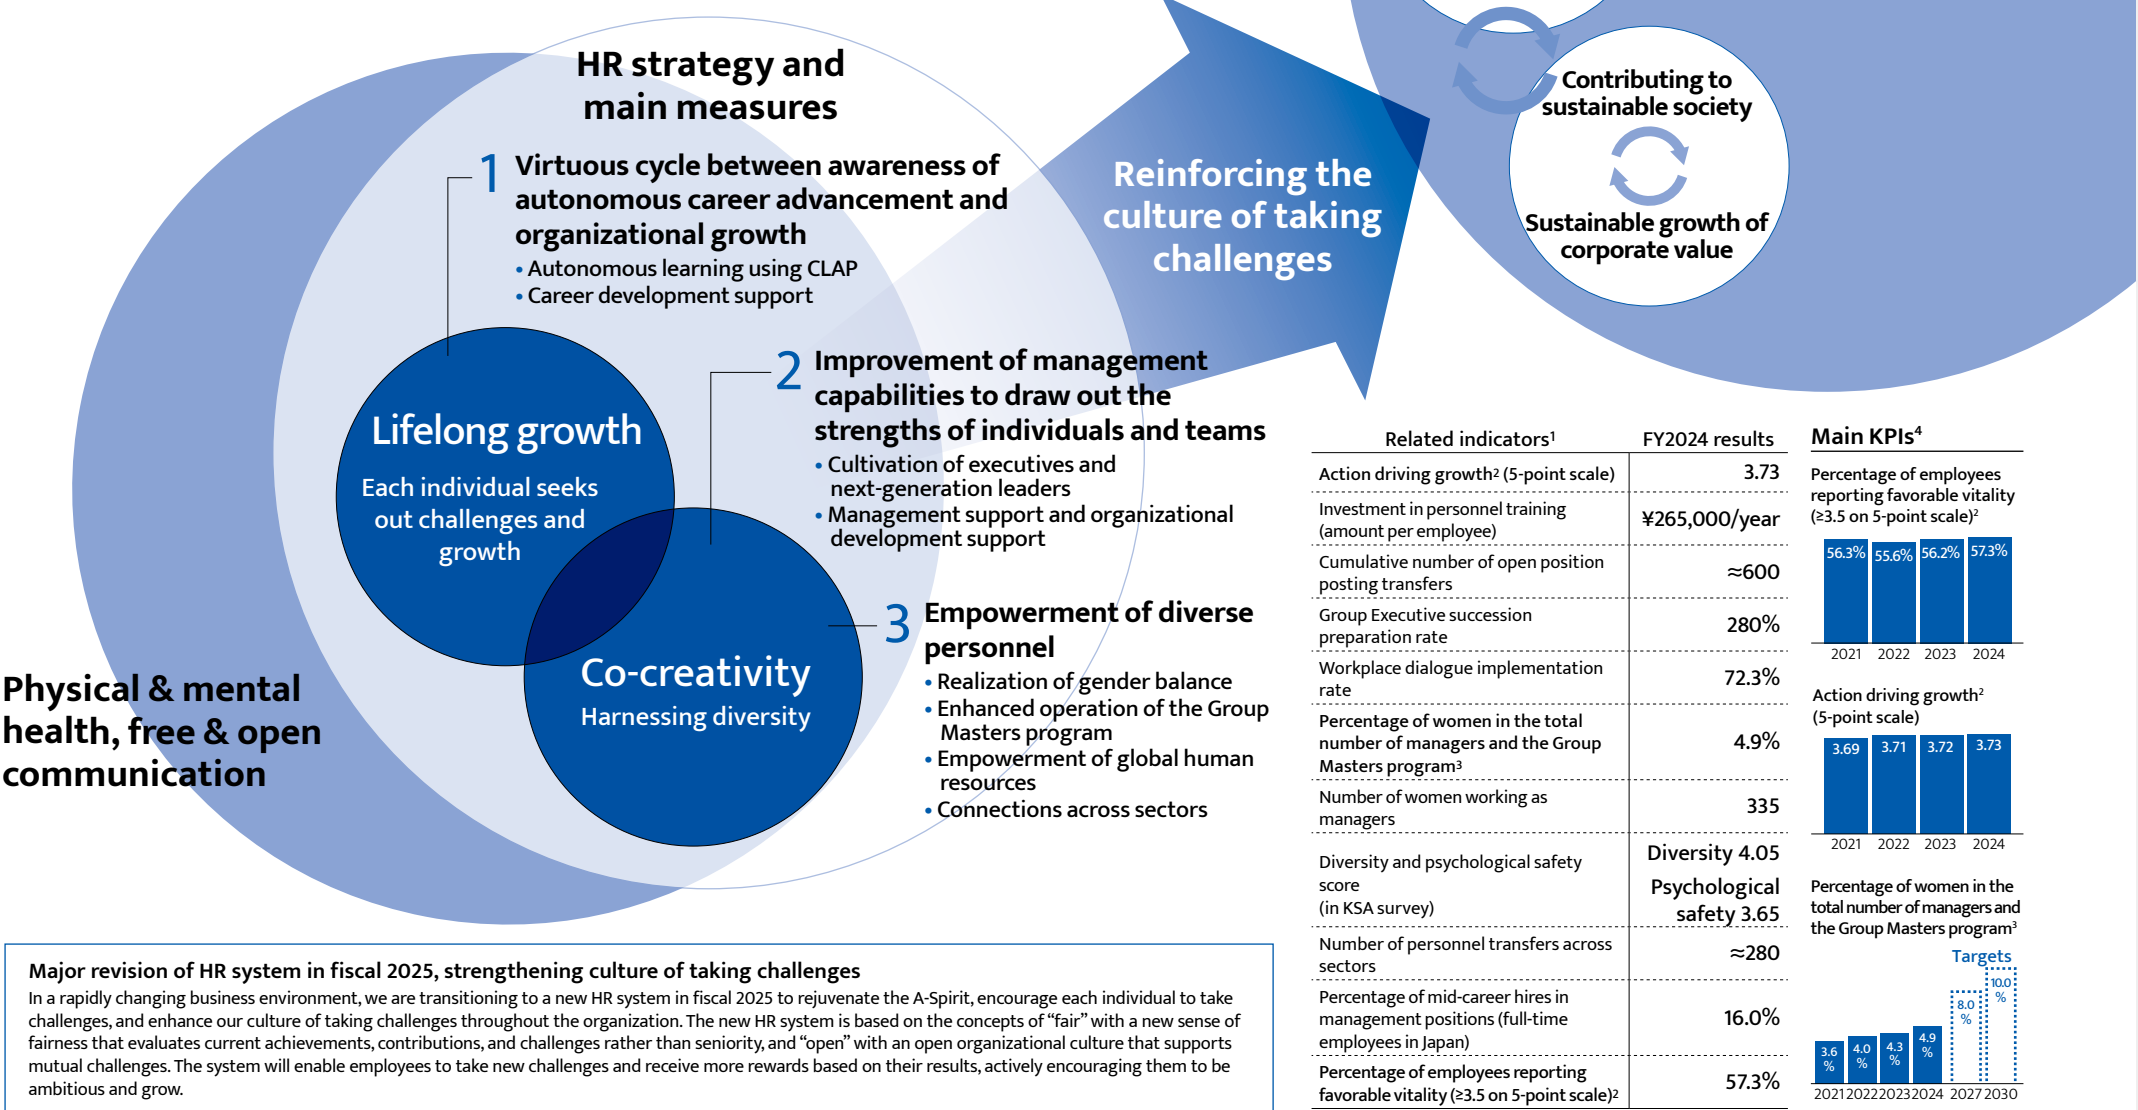 HR strategy and
main measures
1
Virtuous cycle between awareness of
autonomous career advancement and
organizational growth
• Autonomous learning using CLAP
• Career development support
Lifelong growth
Each individual seeks
out challenges and
growth
2
Improvement of management
capabilities to draw out the
strengths of individuals and teams
• Cultivation of executives and
next-generation leaders
• Management support and organizational
development support
Co-creativity
Harnessing diversity
3
Empowerment of diverse
personnel
• Realization of gender balance
• Enhanced operation of the Group
Masters program
• Empowerment of global human
resources
• Connections across sectors
Physical & mental
health, free & open
communication
Reinforcing the
culture of taking
challenges
Contributing to
sustainable society
Sustainable growth of
corporate value
Related indicators¹ FY2024 results
Action driving growth² (5-point scale) 3.73
Investment in personnel training
(amount per employee) ¥265,000/year
Cumulative number of open position
posting transfers ≈600
Group Executive succession
preparation rate 280%
Workplace dialogue implementation
rate 72.3%
Percentage of women in the total
number of managers and the Group
Masters program³ 4.9%
Number of women working as
managers 335
Diversity and psychological safety
score
(in KSA survey)
Diversity 4.05
Psychological
safety 3.65
Number of personnel transfers across
sectors ≈280
Percentage of mid-career hires in
management positions (full-time
employees in Japan) 16.0%
Percentage of employees reporting
favorable vitality (≥3.5 on 5-point scale)² 57.3%
Main KPIs⁴
Percentage of employees
reporting favorable vitality
(≥3.5 on 5-point scale)²
56.3% 55.6% 56.2% 57.3%
2021 2022 2023 2024
Action driving growth²
(5-point scale)
3.69 3.71 3.72 3.73
2021 2022 2023 2024
Percentage of women in the
total number of managers and
the Group Masters program³
Targets
3.6% 4.0% 4.3% 4.9% 8.0% 10.0%
2021 2022 2023 2024 2027 2030
Major revision of HR system in fiscal 2025, strengthening culture of taking challenges
In a rapidly changing business environment, we are transitioning to a new HR system in fiscal 2025 to rejuvenate the A-Spirit, encourage each individual to take
challenges, and enhance our culture of taking challenges throughout the organization. The new HR system is based on the concepts of “fair” with a new sense of
fairness that evaluates current achievements, contributions, and challenges rather than seniority, and “open” with an open organizational culture that supports
mutual challenges. The system will enable employees to take new challenges and receive more rewards based on their results, actively encouraging them to be
ambitious and grow.